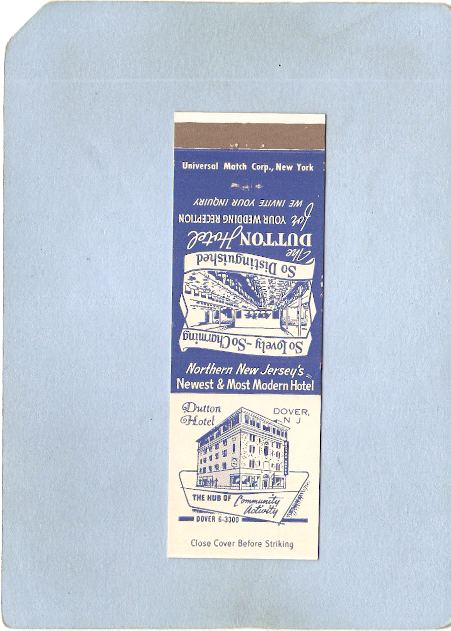 Universal Match Corp., New York
So Lovely - So Charming
So Distinguished
The
DUTTON Hotel
for YOUR WEDDING RECEPTION
WE INVITE YOUR INQUIRY
Northern New Jersey's
Newest & Most Modern Hotel
Dutton
Hotel
DOVER,
N J
THE HUB OF Community
Activity
DOVER 6-3300
Close Cover Before Striking